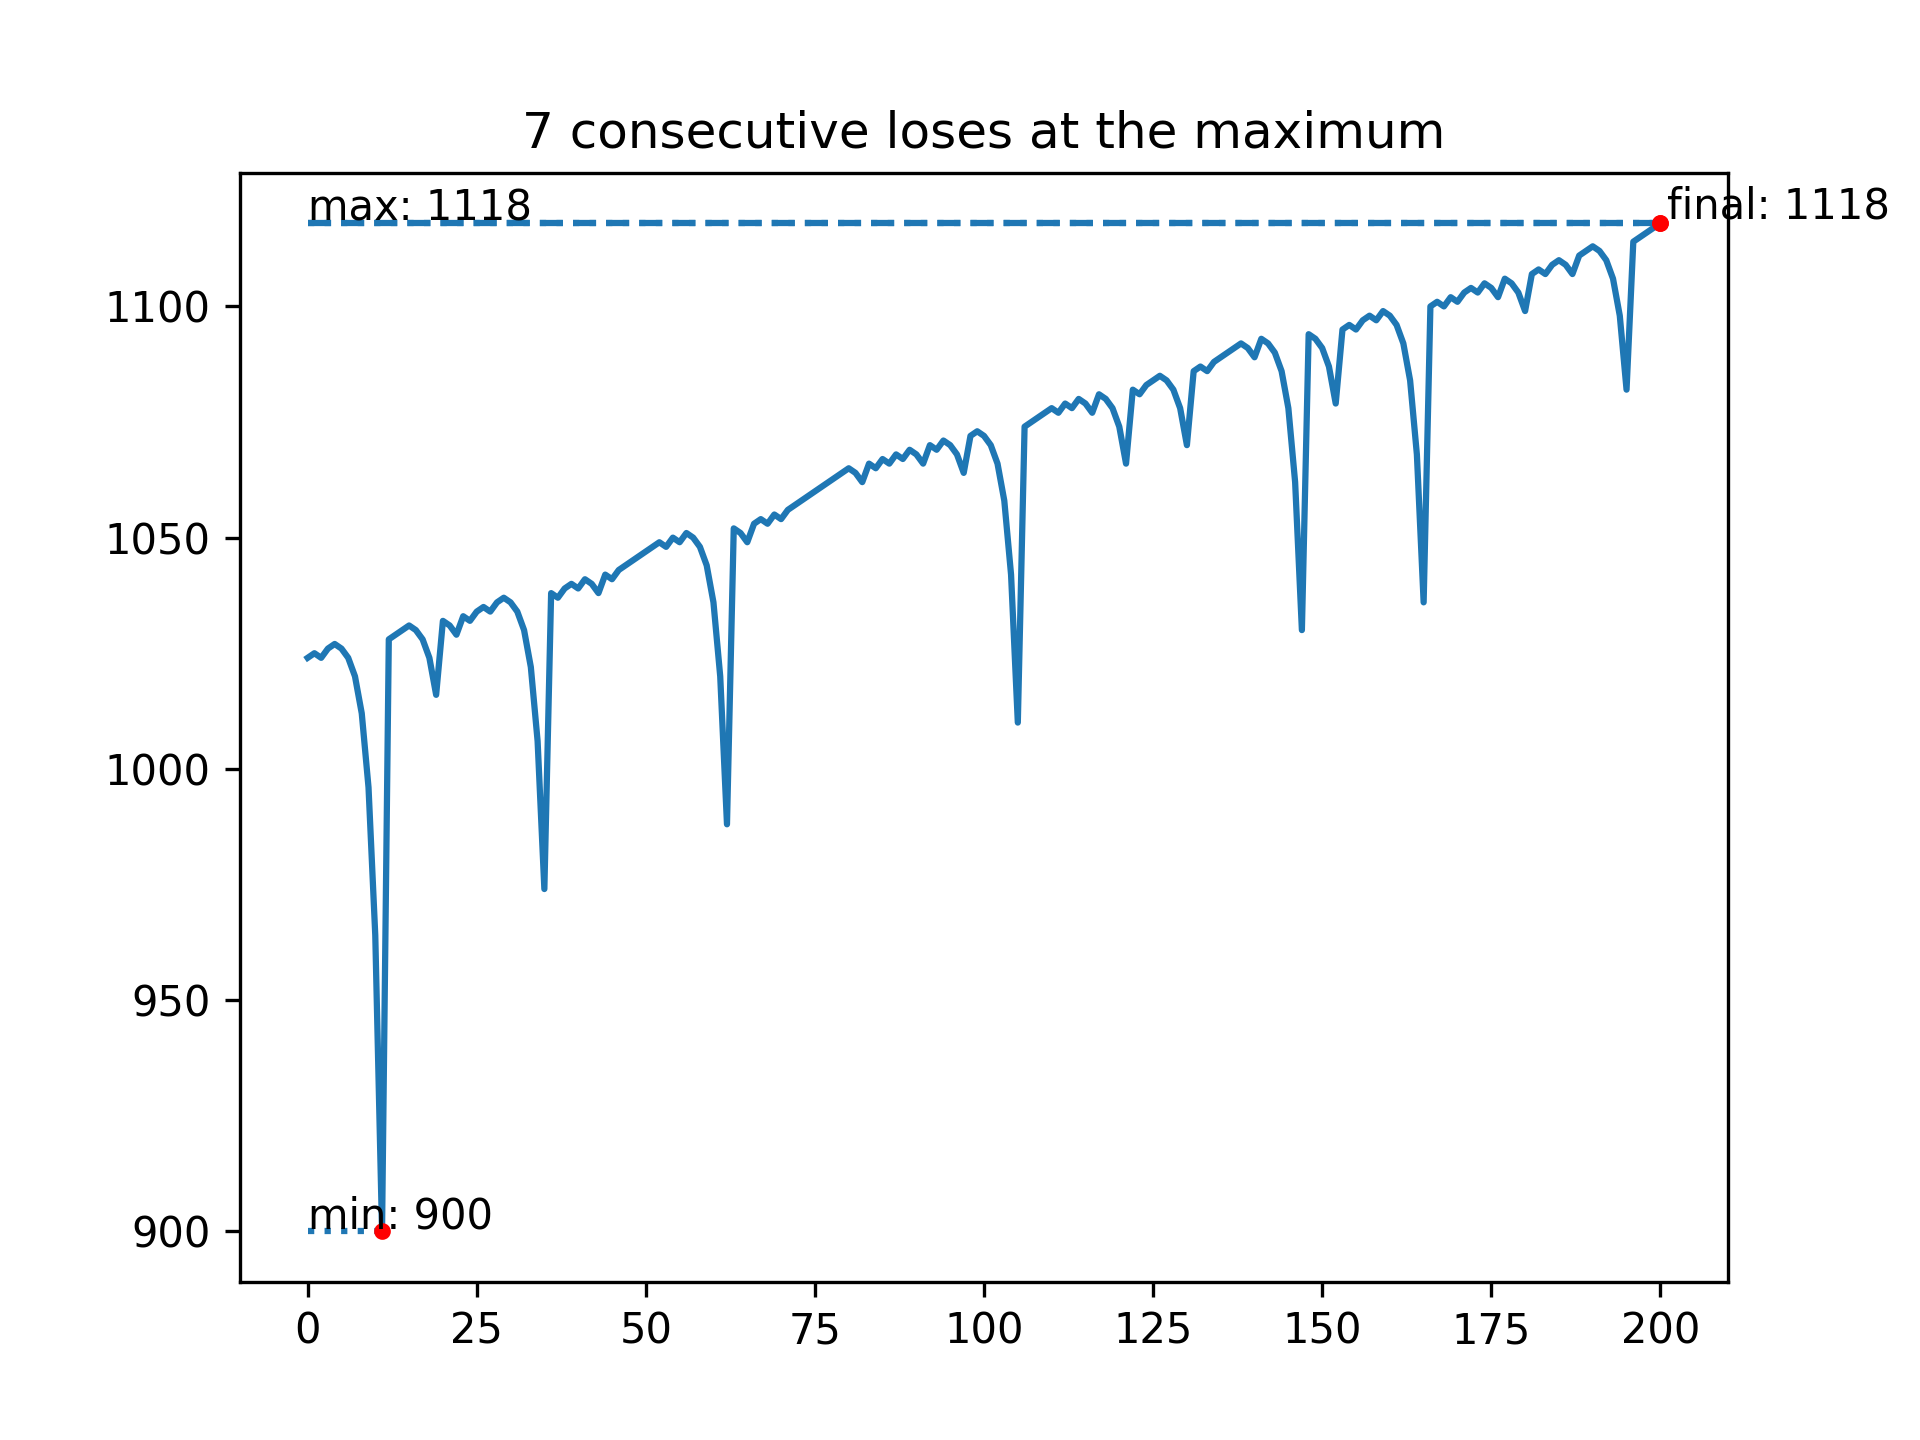 7 consecutive loses at the maximum
max: 1118
final: 1118
1100
1050
1000
950
900
min: 900
0 25 50 75 100 125 150 175 200